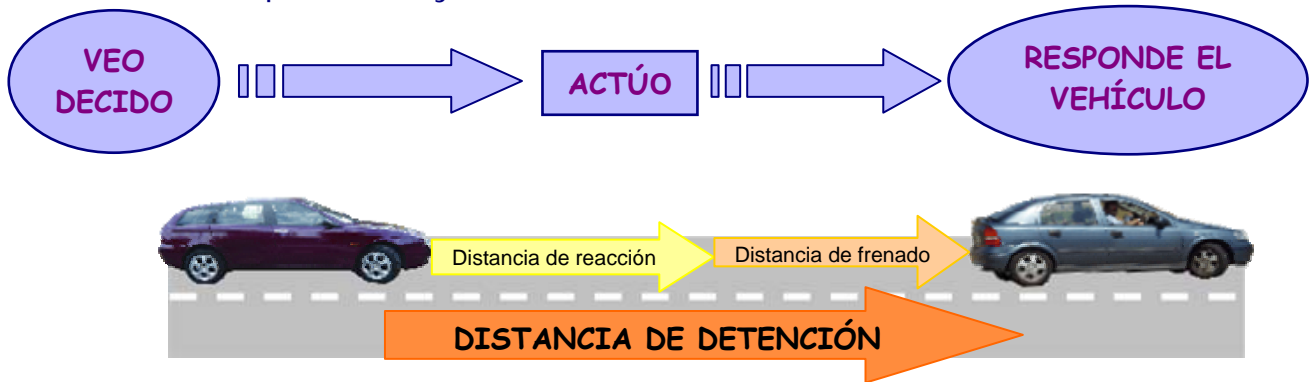 VEO
DECIDO
ACTÚO
RESPONDE EL
VEHÍCULO
Distancia de reacción
Distancia de frenado
DISTANCIA DE DETENCIÓN